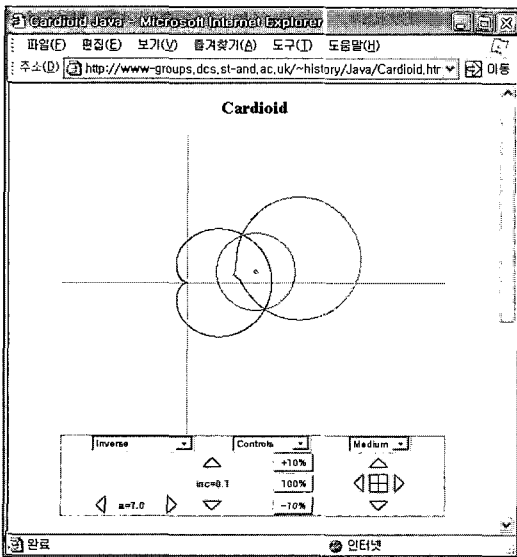 Cardioid Java - Microsoft Internet Explorer
파일(F) 편집(E) 보기(V) 즐겨찾기(A) 도구(T) 도움말(H)
주소(D) http://www-groups.dcs.st-and.ac.uk/~history/Java/Cardioid.htr 이동
Cardioid
Inverse Controls Medium
+10%
inc=0.1 100%
a=7.0 -10%
완료 인터넷